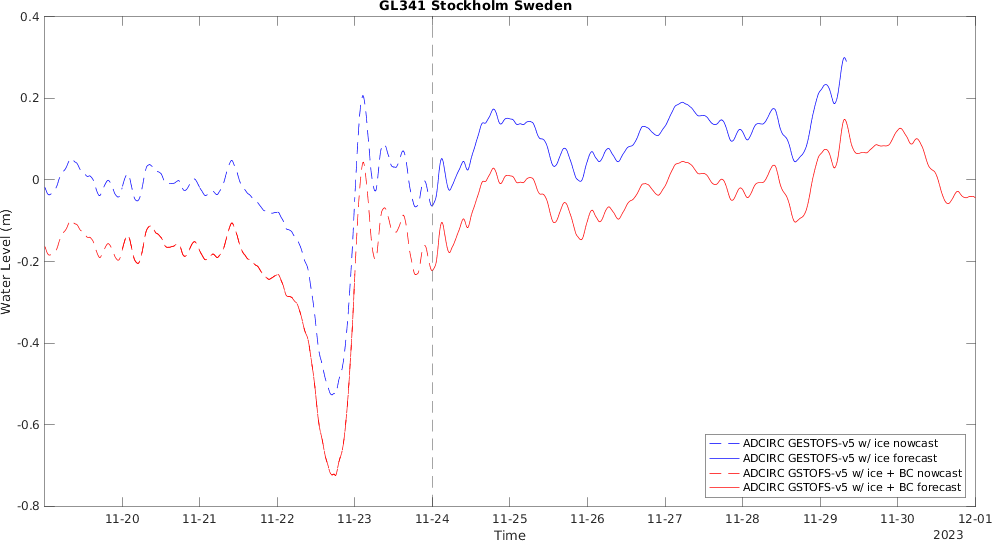 GL341 Stockholm Sweden
0.4
0.2
0
-0.2
-0.4
-0.6
-0.8
Water Level (m)
ADCIRC GESTOFS-v5 w/ ice nowcast
ADCIRC GESTOFS-v5 w/ ice forecast
ADCIRC GSTOFS-v5 w/ ice + BC nowcast
ADCIRC GSTOFS-v5 w/ ice + BC forecast
11-20 11-21 11-22 11-23 11-24 11-25 11-26 11-27 11-28 11-29 11-30 12-01
Time
2023